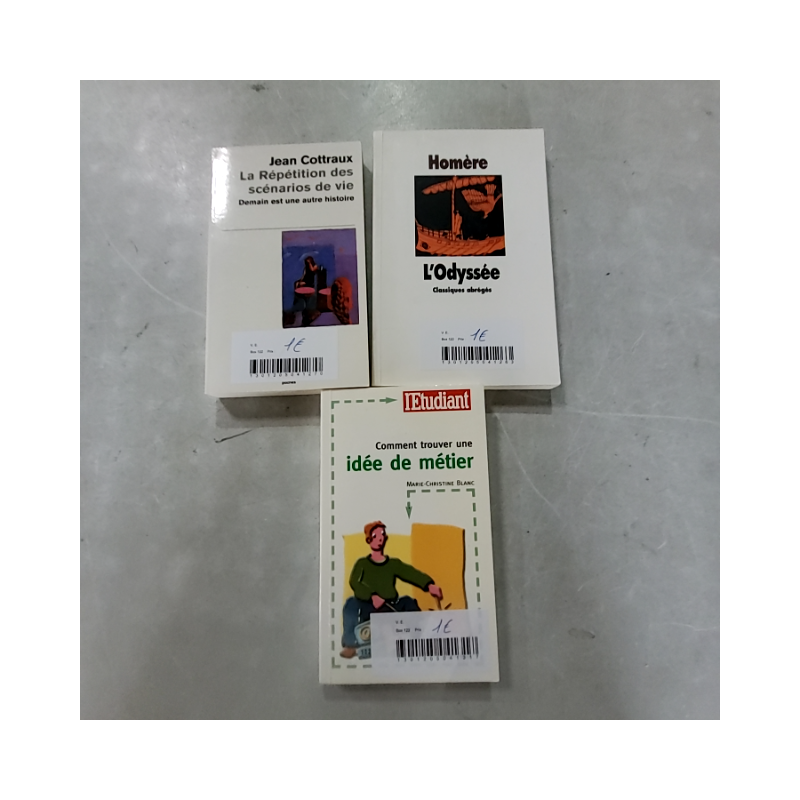 Jean Cottraux
La Répétition des
scénarios de vie
Demain est une autre histoire
1€
Homère
L'Odyssée
Classiques abrégés
1€
l'Etudiant
Comment trouver une
idée de métier
MARIE-CHRISTINE BLANC
1€